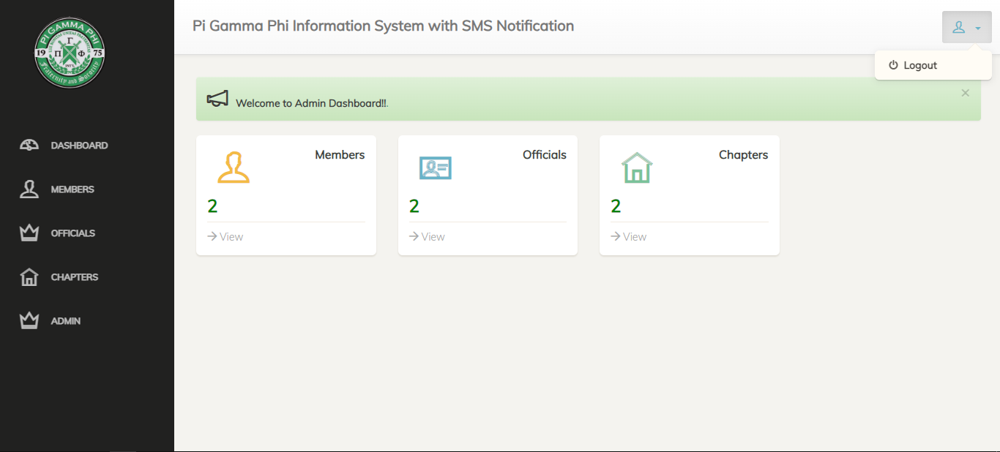 PI GAMMA PHI
19 75
Γ
Π Φ
Fraternity and Sorority
DASHBOARD
MEMBERS
OFFICIALS
CHAPTERS
ADMIN
Pi Gamma Phi Information System with SMS Notification
Logout
Welcome to Admin Dashboard!!.
×
Members
2
View
Officials
2
View
Chapters
2
View